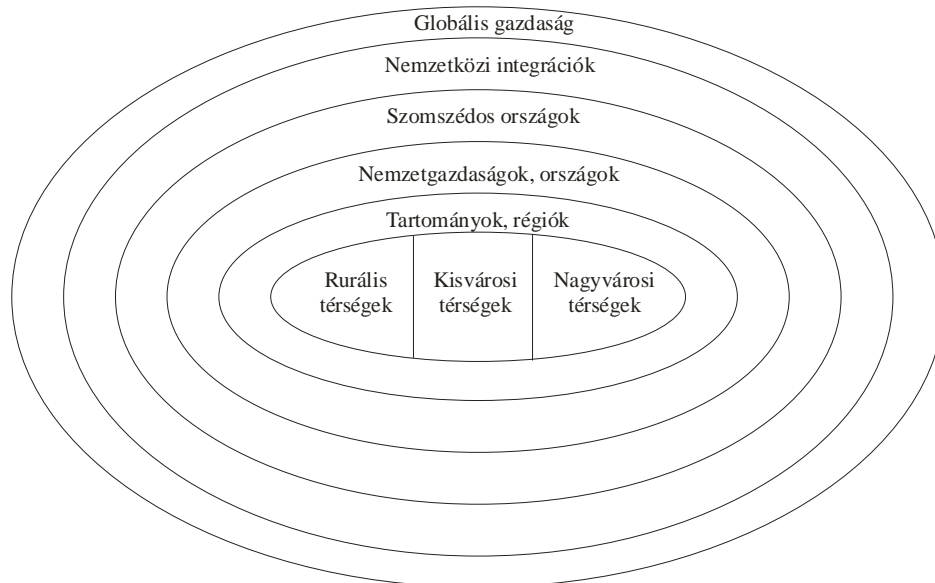 Globális gazdaság
Nemzetközi integrációk
Szomszédos országok
Nemzetgazdaságok, országok
Tartományok, régiók
Rurális
térségek
Kisvárosi
térségek
Nagyvárosi
térségek